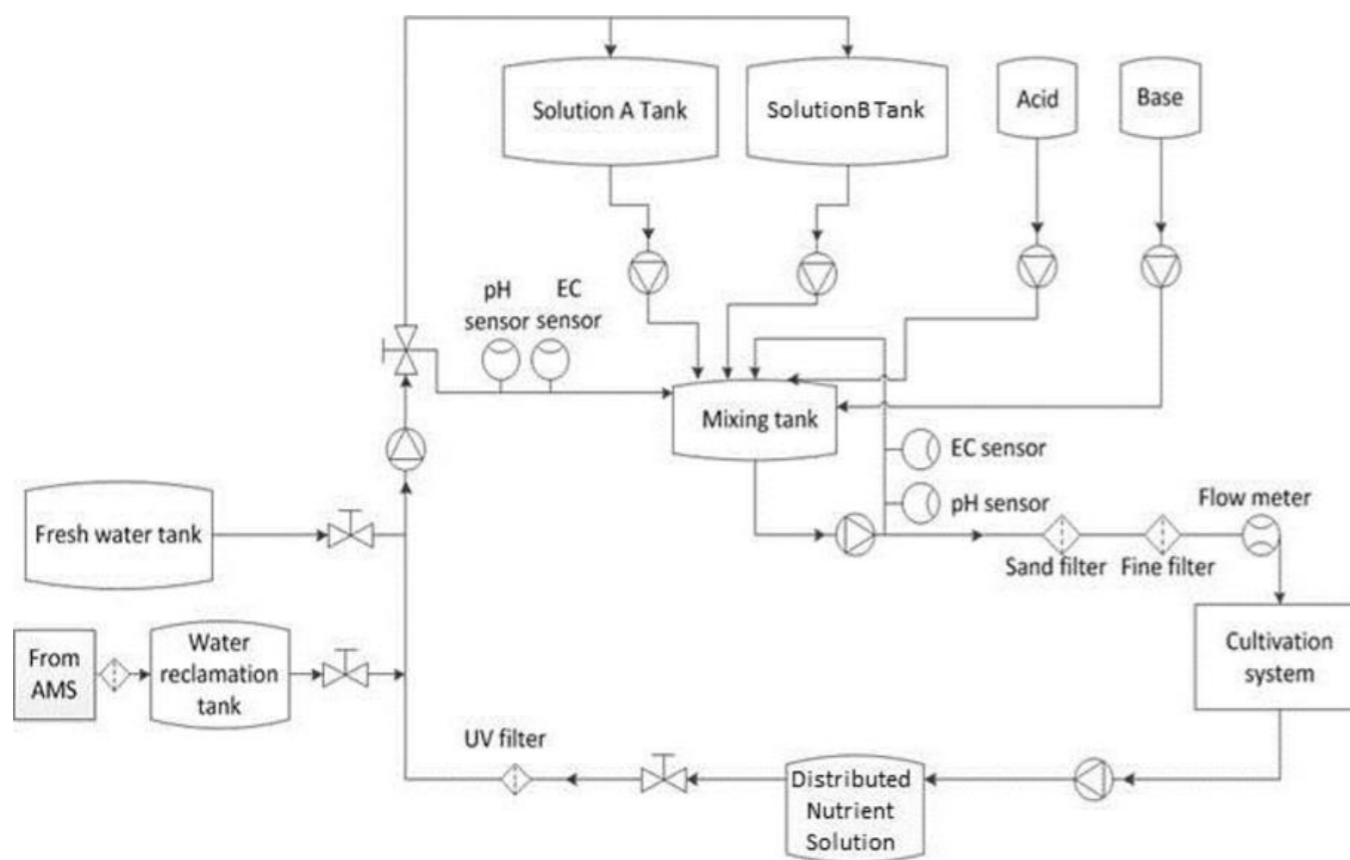 Solution A Tank
SolutionB Tank
Acid
Base
pH
sensor
EC
sensor
Mixing tank
EC sensor
pH sensor
Flow meter
Fresh water tank
Sand filter
Fine filter
From
AMS
Water
reclamation
tank
Cultivation
system
UV filter
Distributed
Nutrient
Solution